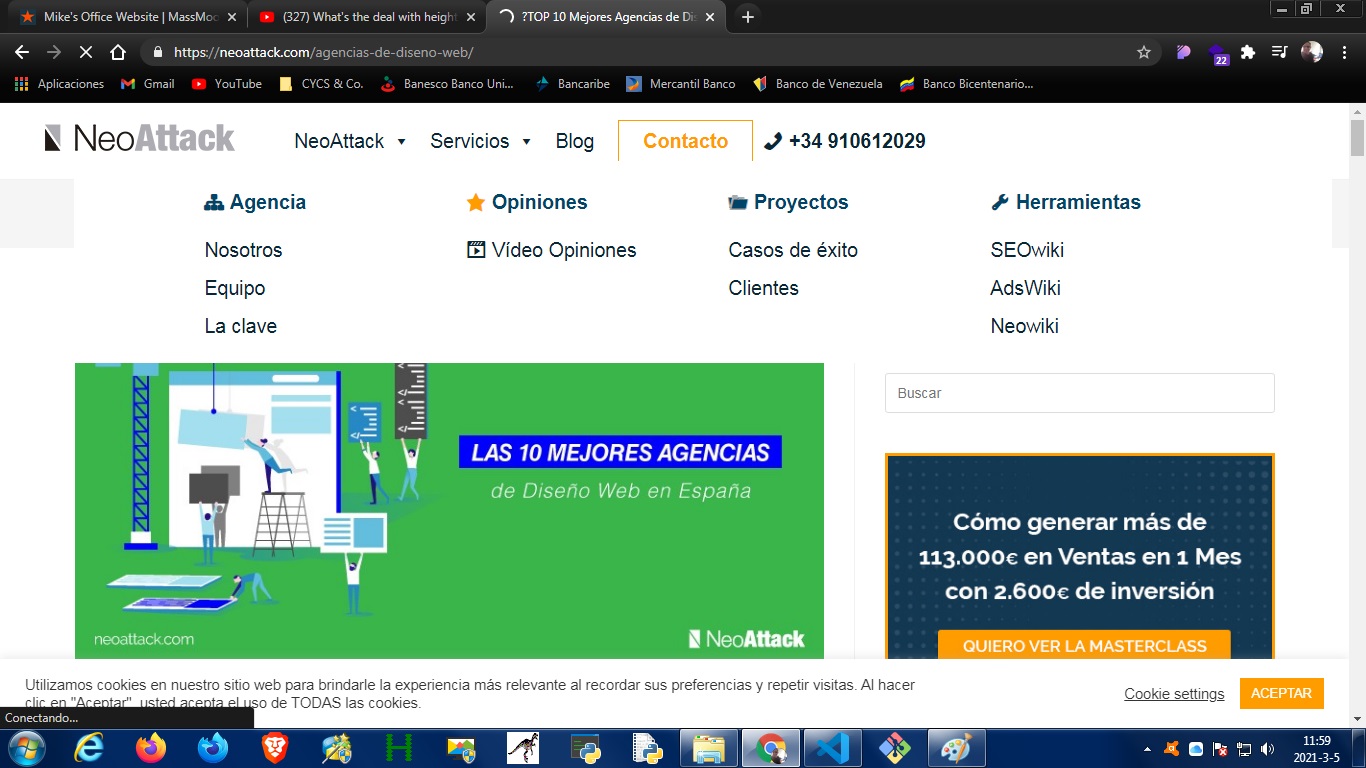 Mike's Office Website | MassMoc
(327) What's the deal with height
?TOP 10 Mejores Agencias de Dis
https://neoattack.com/agencias-de-diseno-web/
22
Aplicaciones
Gmail
YouTube
CYCS & Co.
Banesco Banco Uni...
Bancaribe
Mercantil Banco
Banco de Venezuela
Banco Bicentenario...
NeoAttack
NeoAttack
Servicios
Blog
Contacto
+34 910612029
Agencia
Nosotros
Equipo
La clave
Opiniones
Vídeo Opiniones
Proyectos
Casos de éxito
Clientes
Herramientas
SEOwiki
AdsWiki
Neowiki
LAS 10 MEJORES AGENCIAS
de Diseño Web en España
neoattack.com
NeoAttack
Buscar
Cómo generar más de
113.000€ en Ventas en 1 Mes
con 2.600€ de inversión
QUIERO VER LA MASTERCLASS
Utilizamos cookies en nuestro sitio web para brindarle la experiencia más relevante al recordar sus preferencias y repetir visitas. Al hacer
clic en "Aceptar", usted acepta el uso de TODAS las cookies.
Cookie settings
ACEPTAR
Conectando...
11:59
2021-3-5